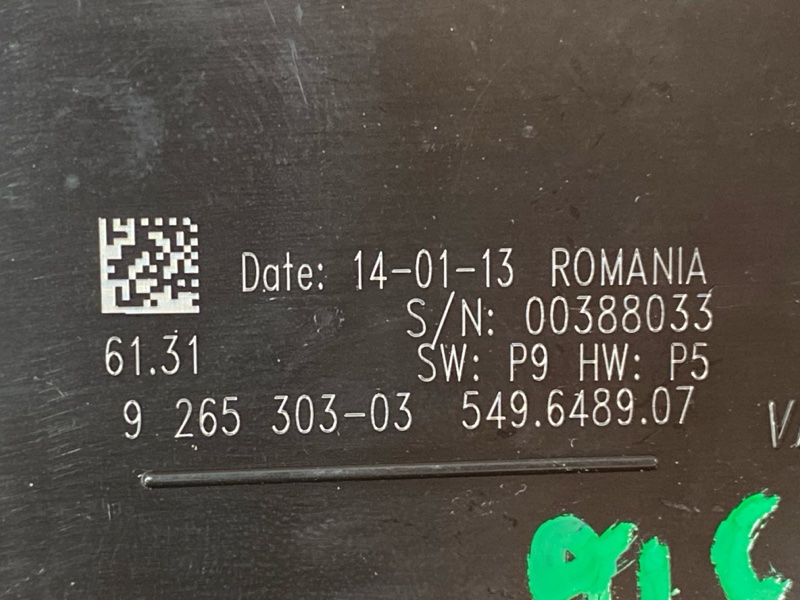 Date: 14-01-13 ROMANIA
S/N: 00388033
61.31
SW: P9 HW: P5
9 265 303-03 549.6489.07